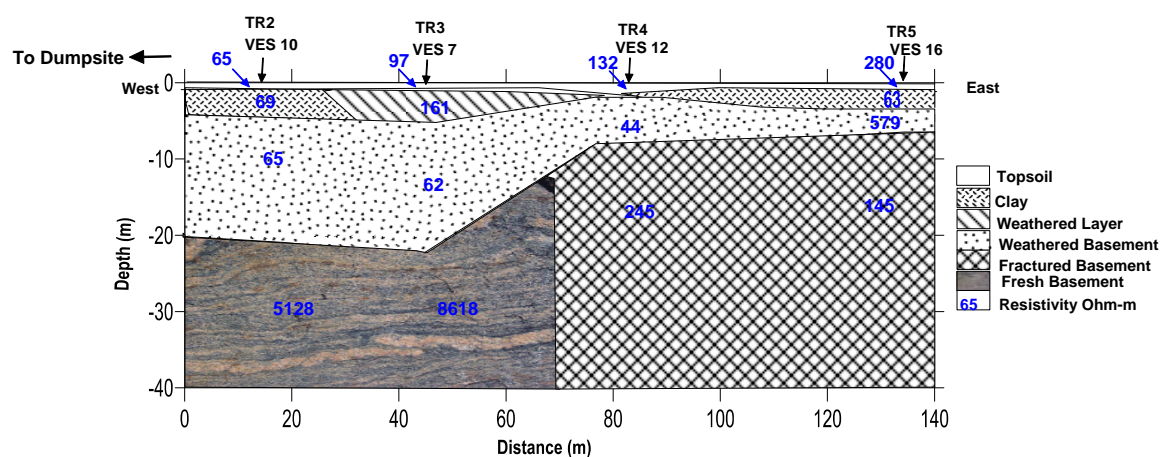 TR2
VES 10
TR3
VES 7
TR4
VES 12
TR5
VES 16
To Dumpsite
65
97
132
280
West
East
0
-10
-20
-30
-40
Depth (m)
69
161
63
65
62
44
579
245
145
5128
8618
Topsoil
Clay
Weathered Layer
Weathered Basement
Fractured Basement
Fresh Basement
65 Resistivity Ohm-m
0 20 40 60 80 100 120 140
Distance (m)